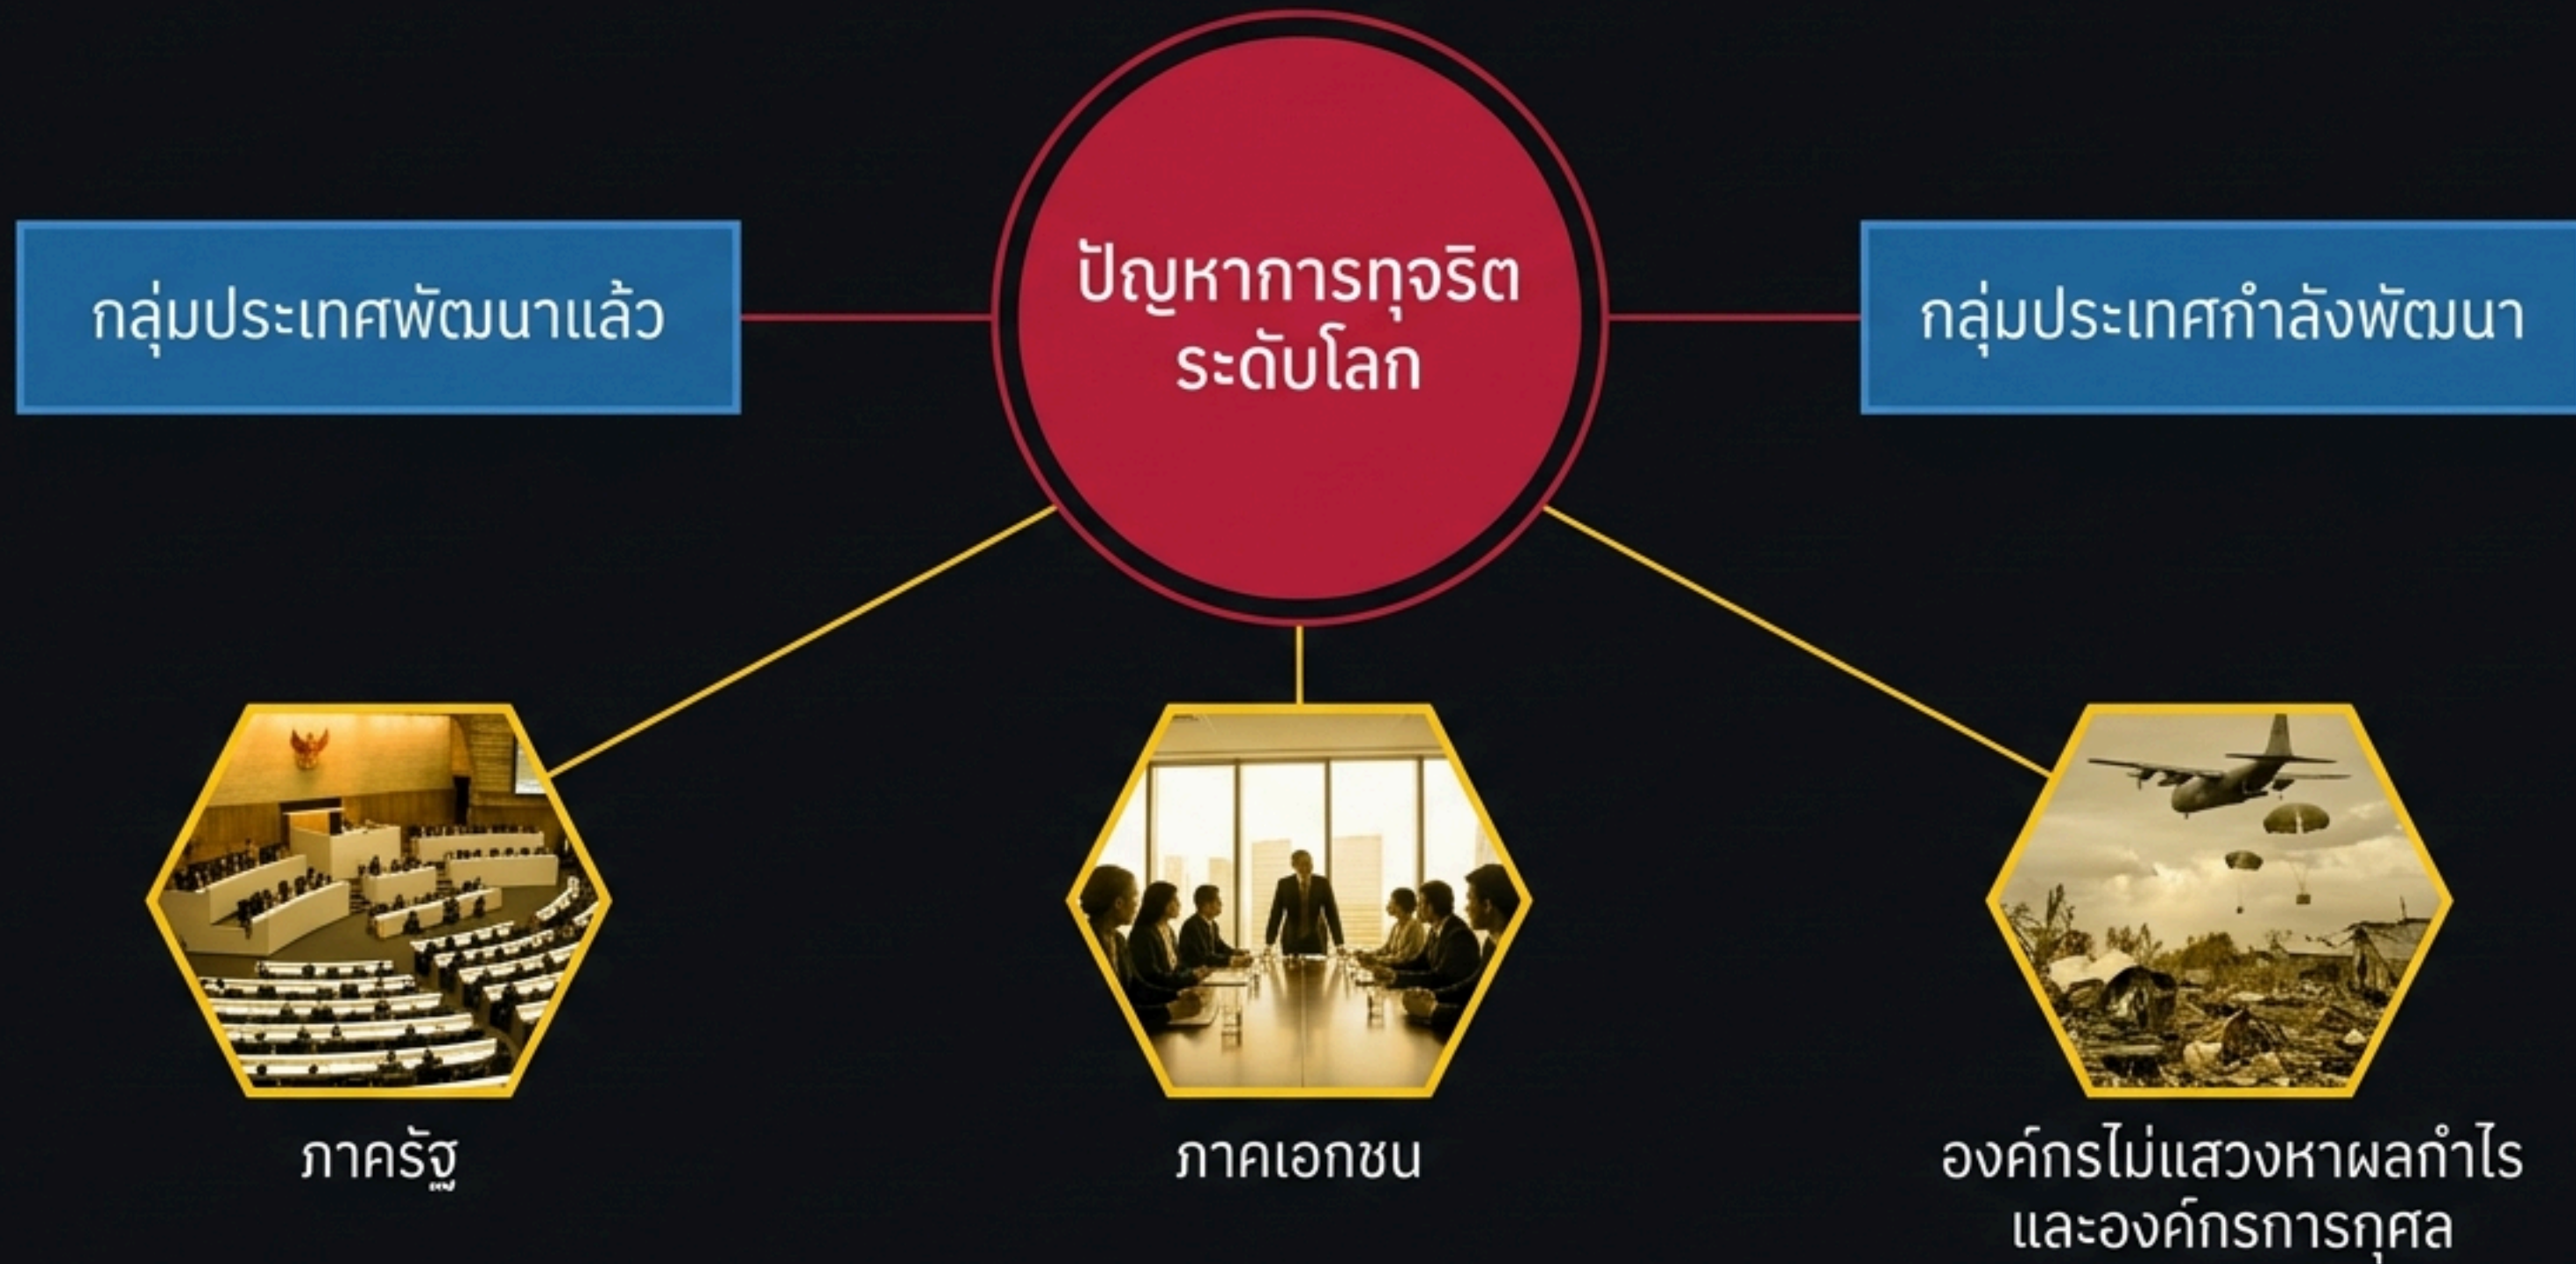 ปัญหาการทุจริต
ระดับโลก
กลุ่มประเทศพัฒนาแล้ว
กลุ่มประเทศกำลังพัฒนา
ภาครัฐ
ภาคเอกชน
องค์กรไม่แสวงหาผลกำไร
และองค์กรการกุศล